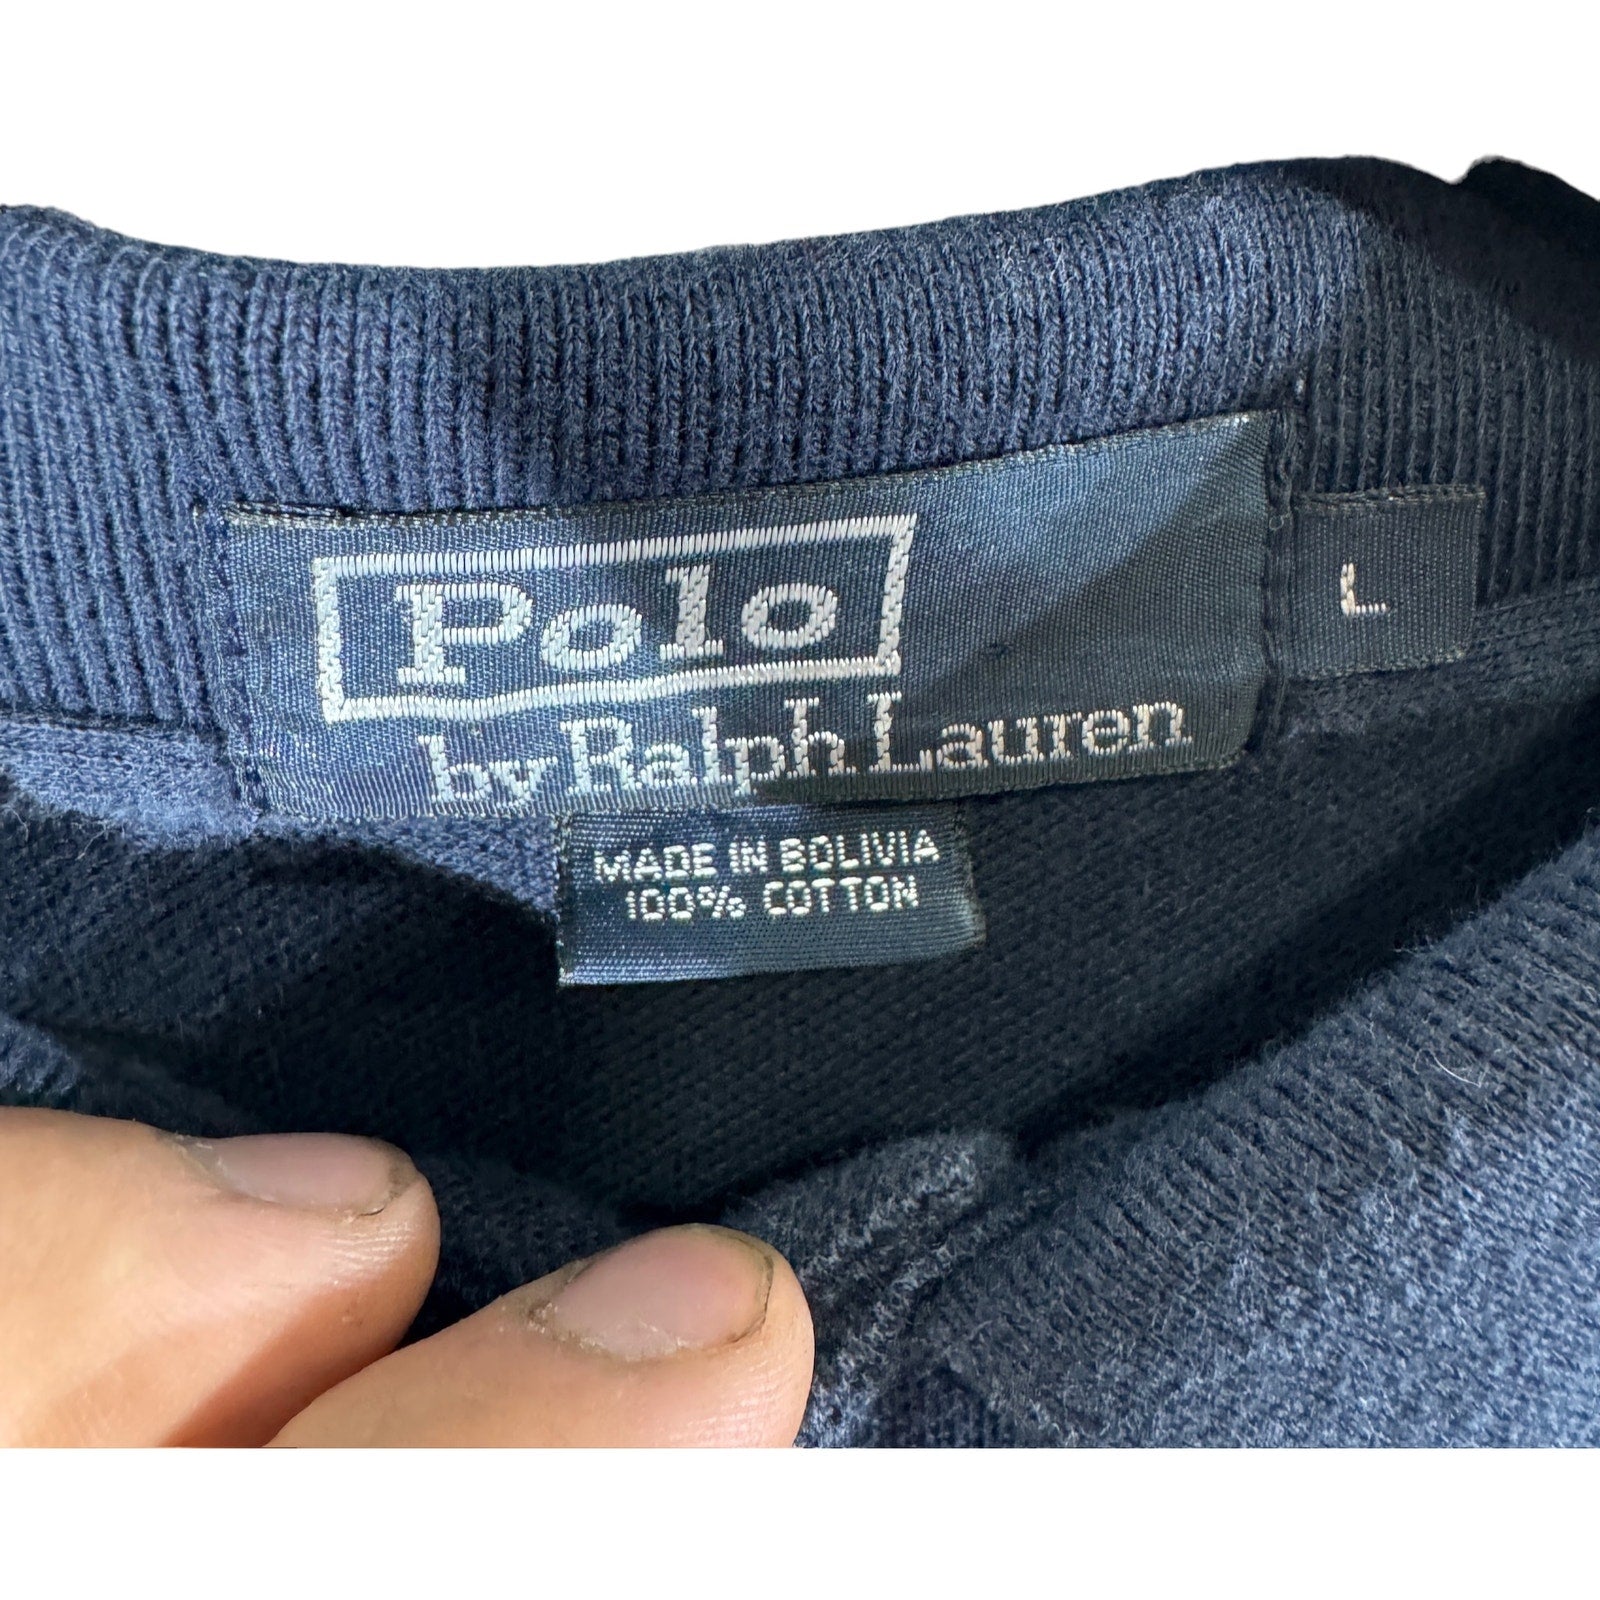 Polo
by Ralph Lauren
L
MADE IN BOLIVIA
100% COTTON